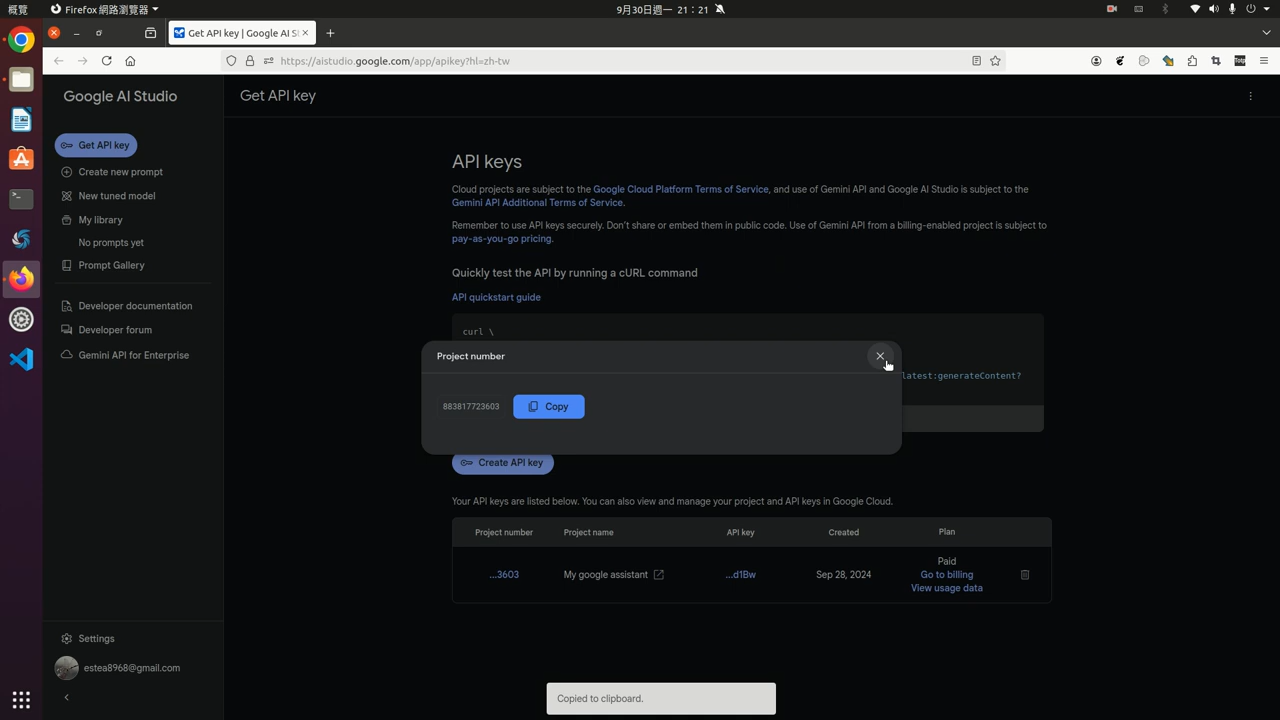 概覽
Firefox 網路瀏覽器
9月30日週一 21：21
Get API key | Google AI St
https://aistudio.google.com/app/apikey?hl=zh-tw
Google AI Studio
Get API key
Get API key
Create new prompt
New tuned model
My library
No prompts yet
Prompt Gallery
Developer documentation
Developer forum
Gemini API for Enterprise
Settings
estea8968@gmail.com
API keys
Cloud projects are subject to the Google Cloud Platform Terms of Service, and use of Gemini API and Google AI Studio is subject to the
Gemini API Additional Terms of Service.
Remember to use API keys securely. Don't share or embed them in public code. Use of Gemini API from a billing-enabled project is subject to
pay-as-you-go pricing.
Quickly test the API by running a cURL command
API quickstart guide
curl \
latest:generateContent?
Project number
883817723603
Copy
Create API key
Your API keys are listed below. You can also view and manage your project and API keys in Google Cloud.
Project number Project name API key Created Plan
...3603 My google assistant ...d1Bw Sep 28, 2024 Paid
Go to billing
View usage data
Copied to clipboard.